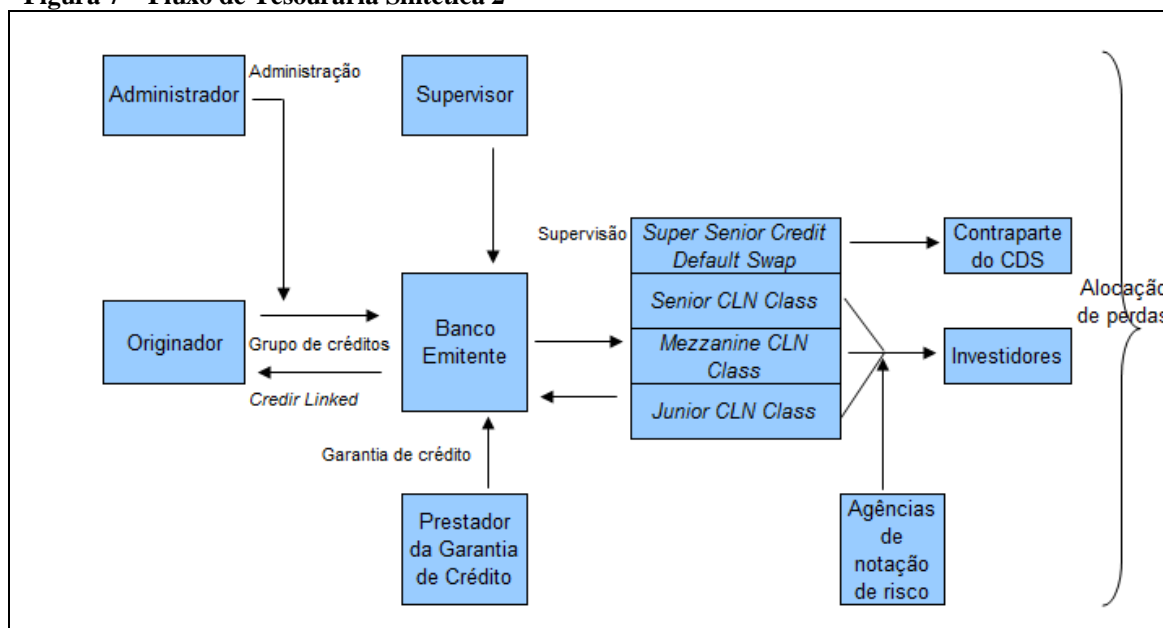 Figura 7 – Fluxo de Tesouraria Sintética 2
Administração
Administrador
Supervisor
Supervisão
Super Senior Credit
Default Swap
Contraparte
do CDS
Senior CLN Class
Alocação
de perdas
Originador
Grupo de créditos
Credir Linked
Banco
Emitente
Mezzanine CLN
Class
Investidores
Junior CLN Class
Garantia de crédito
Prestador
da Garantia
de Crédito
Agências
de
notação
de risco